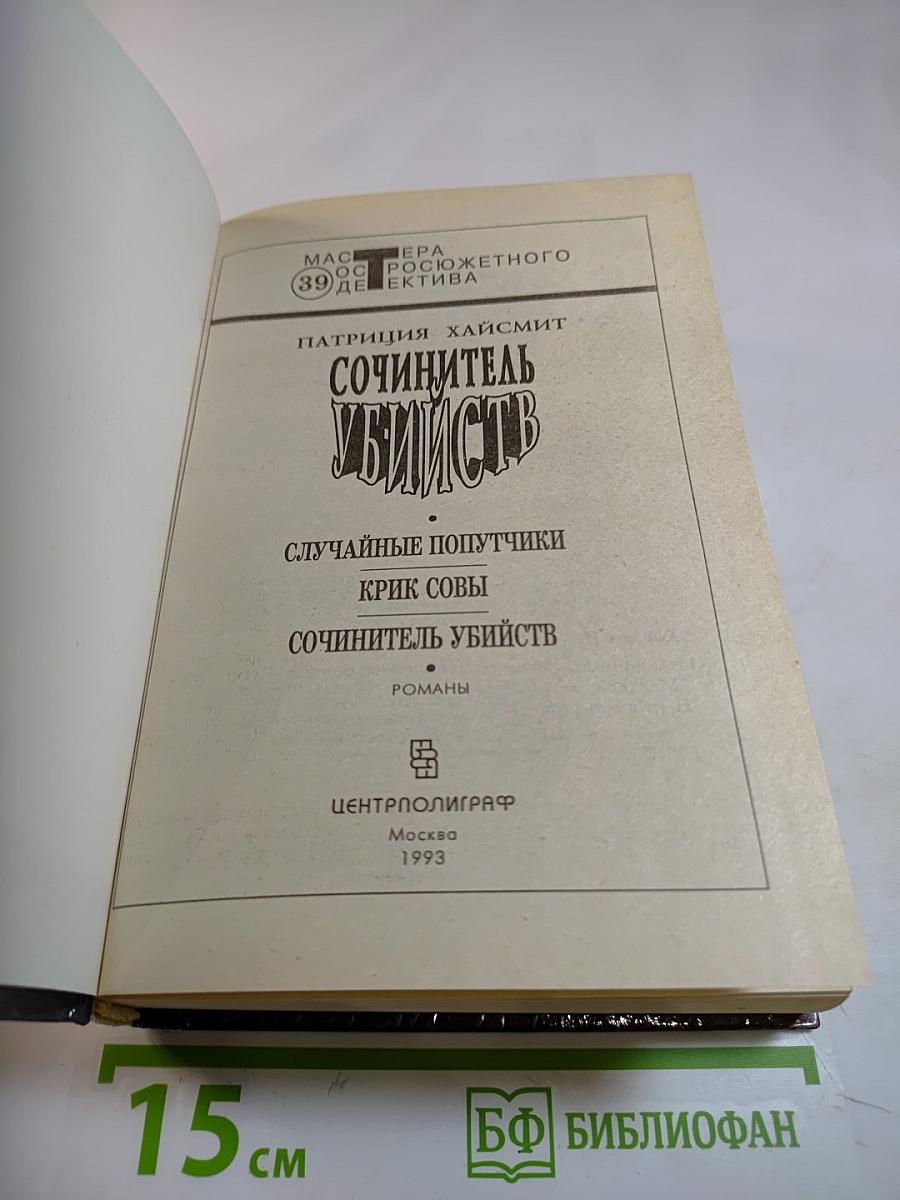 МАСТЕРА
39 ОСТРОСЮЖЕТНОГО
ДЕТЕКТИВА
ПАТРИЦИЯ ХАЙСМИТ
СОЧИНИТЕЛЬ
УБИЙСТВ
СЛУЧАЙНЫЕ ПОПУТЧИКИ
КРИК СОВЫ
СОЧИНИТЕЛЬ УБИЙСТВ
РОМАНЫ
ЦЕНТРПОЛИГРАФ
Москва
1993
15 см
БФ БИБЛИОФАН